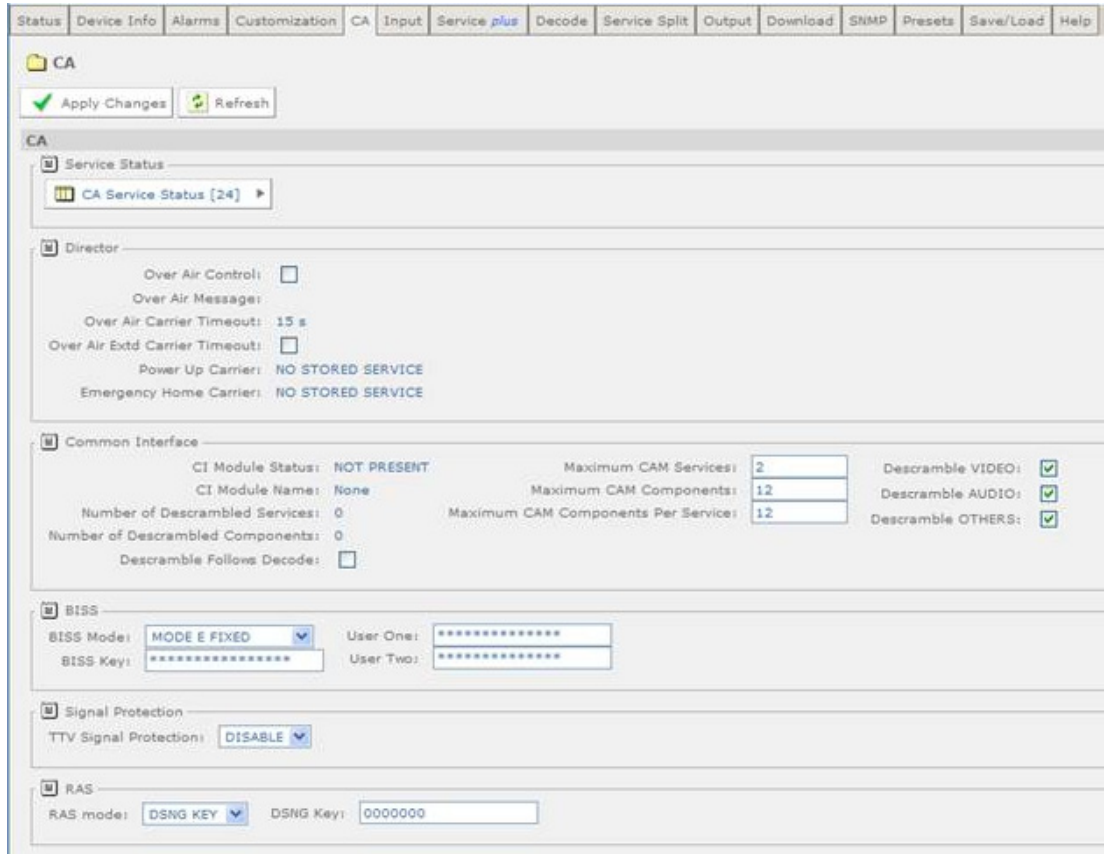 Status Device Info Alarms Customization CA Input Service plus Decode Service Split Output Download SNMP Presets Save/Load Help
CA
Apply Changes Refresh
CA
Service Status
CA Service Status [24]
Director
Over Air Control:
Over Air Message:
Over Air Carrier Timeout: 15 s
Over Air Extd Carrier Timeout:
Power Up Carrier: NO STORED SERVICE
Emergency Home Carrier: NO STORED SERVICE
Common Interface
CI Module Status: NOT PRESENT Maximum CAM Services: 2 Descramble VIDEO:
CI Module Name: None Maximum CAM Components: 12 Descramble AUDIO:
Number of Descrambled Services: 0 Maximum CAM Components Per Service: 12 Descramble OTHERS:
Number of Descrambled Components: 0
Descramble Follows Decode:
BISS
BISS Mode: MODE E FIXED User One: **************
BISS Key: **************** User Two: **************
Signal Protection
TTV Signal Protection: DISABLE
RAS
RAS mode: DSNG KEY DSNG Key: 0000000